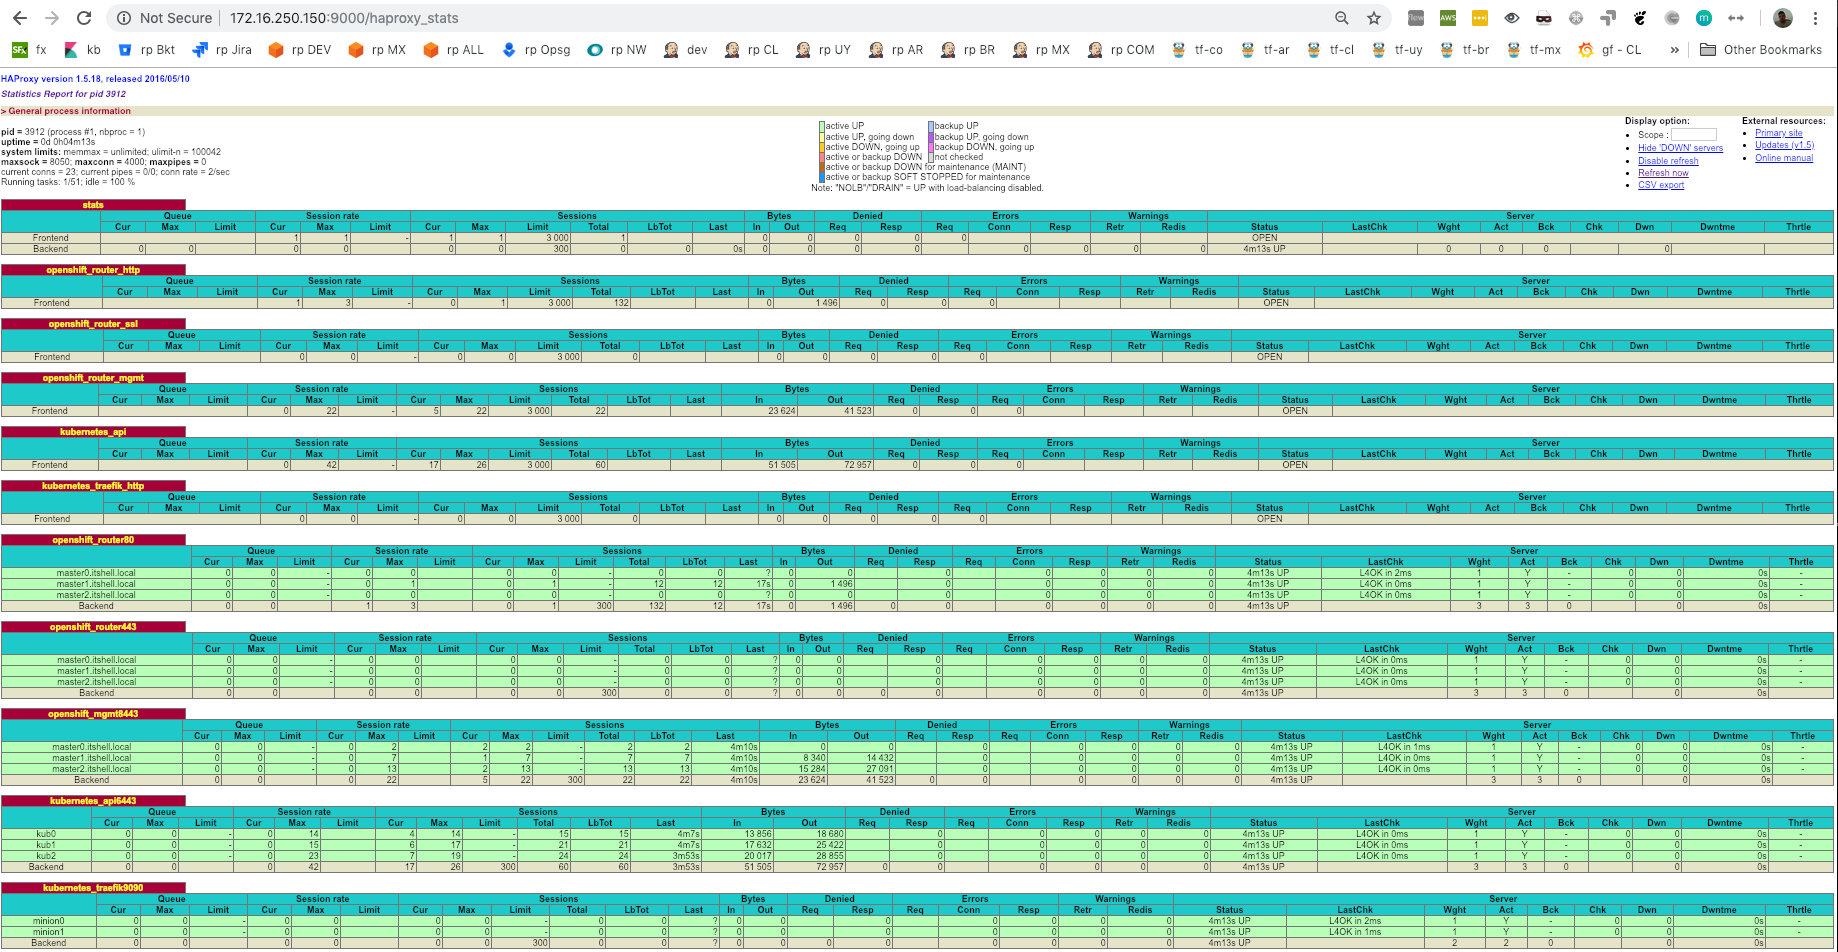 Not Secure | 172.16.250.150:9000/haproxy_stats
fx kb rp Bkt rp Jira rp DEV rp MX rp ALL rp Opsg rp NW dev rp CL rp UY rp AR rp BR rp MX rp COM tf-co tf-ar tf-cl tf-uy tf-br tf-mx gf - CL » Other Bookmarks
HAProxy version 1.5.18, released 2016/05/10
Statistics Report for pid 3912
> General process information
pid = 3912 (process #1, nbproc = 1)
uptime = 0d 0h04m13s
system limits: memmax = unlimited; ulimit-n = 100042
maxsock = 8050; maxconn = 4000; maxpipes = 0
current conns = 23; current pipes = 0/0; conn rate = 2/sec
Running tasks: 1/51; idle = 100 %
active UP backup UP
active UP, going down backup UP, going down
active DOWN, going up backup DOWN, going up
active or backup DOWN not checked
active or backup DOWN for maintenance (MAINT)
active or backup SOFT STOPPED for maintenance
Note: "NOLB"/"DRAIN" = UP with load-balancing disabled.
Display option:
Scope :
Hide 'DOWN' servers
Disable refresh
Refresh now
CSV export
External resources:
Primary site
Updates (v1.5)
Online manual
stats
Queue Session rate Sessions Bytes Denied Errors Warnings Server
Cur Max Limit Cur Max Limit Cur Max Limit Total LbTot Last In Out Req Resp Req Conn Resp Retr Redis Status LastChk Wght Act Bck Chk Dwn Dwntme Thrtle
Frontend 1 1 - 1 1 3 000 1 0 0 0 0 0 OPEN
Backend 0 0 0 0 0 0 300 0 0 0s 0 0 0 0 0 0 0 0 4m13s UP 0 0 0 0
openshift_router_http
Queue Session rate Sessions Bytes Denied Errors Warnings Server
Cur Max Limit Cur Max Limit Cur Max Limit Total LbTot Last In Out Req Resp Req Conn Resp Retr Redis Status LastChk Wght Act Bck Chk Dwn Dwntme Thrtle
Frontend 1 3 - 0 1 3 000 132 0 1 496 0 0 0 OPEN
openshift_router_ssl
Queue Session rate Sessions Bytes Denied Errors Warnings Server
Cur Max Limit Cur Max Limit Cur Max Limit Total LbTot Last In Out Req Resp Req Conn Resp Retr Redis Status LastChk Wght Act Bck Chk Dwn Dwntme Thrtle
Frontend 0 0 - 0 0 3 000 0 0 0 0 0 0 OPEN
openshift_router_mgmt
Queue Session rate Sessions Bytes Denied Errors Warnings Server
Cur Max Limit Cur Max Limit Cur Max Limit Total LbTot Last In Out Req Resp Req Conn Resp Retr Redis Status LastChk Wght Act Bck Chk Dwn Dwntme Thrtle
Frontend 0 22 - 5 22 3 000 22 23 624 41 523 0 0 0 OPEN
kubernetes_api
Queue Session rate Sessions Bytes Denied Errors Warnings Server
Cur Max Limit Cur Max Limit Cur Max Limit Total LbTot Last In Out Req Resp Req Conn Resp Retr Redis Status LastChk Wght Act Bck Chk Dwn Dwntme Thrtle
Frontend 0 42 - 17 26 3 000 60 51 505 72 957 0 0 0 OPEN
kubernetes_traefik_http
Queue Session rate Sessions Bytes Denied Errors Warnings Server
Cur Max Limit Cur Max Limit Cur Max Limit Total LbTot Last In Out Req Resp Req Conn Resp Retr Redis Status LastChk Wght Act Bck Chk Dwn Dwntme Thrtle
Frontend 0 0 - 0 0 3 000 0 0 0 0 0 0 OPEN
openshift_router80
Queue Session rate Sessions Bytes Denied Errors Warnings Server
Cur Max Limit Cur Max Limit Cur Max Limit Total LbTot Last In Out Req Resp Req Conn Resp Retr Redis Status LastChk Wght Act Bck Chk Dwn Dwntme Thrtle
master0.itshell.local 0 0 - 0 0 0 0 - 0 0 ? 0 0 0 0 0 0 0 4m13s UP L4OK in 2ms 1 Y - 0 0 0s -
master1.itshell.local 0 0 - 0 1 0 1 - 12 12 17s 0 1 496 0 0 0 0 0 4m13s UP L4OK in 0ms 1 Y - 0 0 0s -
master2.itshell.local 0 0 - 0 0 0 0 - 0 0 ? 0 0 0 0 0 0 0 4m13s UP L4OK in 0ms 1 Y - 0 0 0s -
Backend 0 0 1 3 0 1 300 132 12 17s 0 1 496 0 0 0 0 0 0 4m13s UP 3 3 0 0 0s
openshift_router443
Queue Session rate Sessions Bytes Denied Errors Warnings Server
Cur Max Limit Cur Max Limit Cur Max Limit Total LbTot Last In Out Req Resp Req Conn Resp Retr Redis Status LastChk Wght Act Bck Chk Dwn Dwntme Thrtle
master0.itshell.local 0 0 - 0 0 0 0 - 0 0 ? 0 0 0 0 0 0 0 4m13s UP L4OK in 0ms 1 Y - 0 0 0s -
master1.itshell.local 0 0 - 0 0 0 0 - 0 0 ? 0 0 0 0 0 0 0 4m13s UP L4OK in 0ms 1 Y - 0 0 0s -
master2.itshell.local 0 0 - 0 0 0 0 - 0 0 ? 0 0 0 0 0 0 0 4m13s UP L4OK in 0ms 1 Y - 0 0 0s -
Backend 0 0 0 0 0 0 300 0 0 ? 0 0 0 0 0 0 0 0 4m13s UP 3 3 0 0 0s
openshift_mgmt8443
Queue Session rate Sessions Bytes Denied Errors Warnings Server
Cur Max Limit Cur Max Limit Cur Max Limit Total LbTot Last In Out Req Resp Req Conn Resp Retr Redis Status LastChk Wght Act Bck Chk Dwn Dwntme Thrtle
master0.itshell.local 0 0 - 0 2 2 2 - 2 2 4m10s 0 0 0 0 0 0 0 4m13s UP L4OK in 1ms 1 Y - 0 0 0s -
master1.itshell.local 0 0 - 0 7 1 7 - 7 7 4m10s 8 340 14 432 0 0 0 0 0 4m13s UP L4OK in 0ms 1 Y - 0 0 0s -
master2.itshell.local 0 0 - 0 13 2 13 - 13 13 4m10s 15 284 27 091 0 0 0 0 0 4m13s UP L4OK in 0ms 1 Y - 0 0 0s -
Backend 0 0 0 22 5 22 300 22 22 4m10s 23 624 41 523 0 0 0 0 0 0 4m13s UP 3 3 0 0 0s
kubernetes_api6443
Queue Session rate Sessions Bytes Denied Errors Warnings Server
Cur Max Limit Cur Max Limit Cur Max Limit Total LbTot Last In Out Req Resp Req Conn Resp Retr Redis Status LastChk Wght Act Bck Chk Dwn Dwntme Thrtle
kub0 0 0 - 0 14 4 14 - 15 15 4m7s 13 856 18 680 0 0 0 0 0 4m13s UP L4OK in 0ms 1 Y - 0 0 0s -
kub1 0 0 - 0 15 6 17 - 21 21 4m7s 17 632 25 422 0 0 0 0 0 4m13s UP L4OK in 0ms 1 Y - 0 0 0s -
kub2 0 0 - 0 23 7 19 - 24 24 3m53s 20 017 28 855 0 0 0 0 0 4m13s UP L4OK in 0ms 1 Y - 0 0 0s -
Backend 0 0 0 42 17 26 300 60 60 3m53s 51 505 72 957 0 0 0 0 0 0 4m13s UP 3 3 0 0 0s
kubernetes_traefik9090
Queue Session rate Sessions Bytes Denied Errors Warnings Server
Cur Max Limit Cur Max Limit Cur Max Limit Total LbTot Last In Out Req Resp Req Conn Resp Retr Redis Status LastChk Wght Act Bck Chk Dwn Dwntme Thrtle
minion0 0 0 - 0 0 0 0 - 0 0 ? 0 0 0 0 0 0 0 4m13s UP L4OK in 2ms 1 Y - 0 0 0s -
minion1 0 0 - 0 0 0 0 - 0 0 ? 0 0 0 0 0 0 0 4m13s UP L4OK in 1ms 1 Y - 0 0 0s -
Backend 0 0 0 0 0 0 300 0 0 ? 0 0 0 0 0 0 0 0 4m13s UP 2 2 0 0 0s